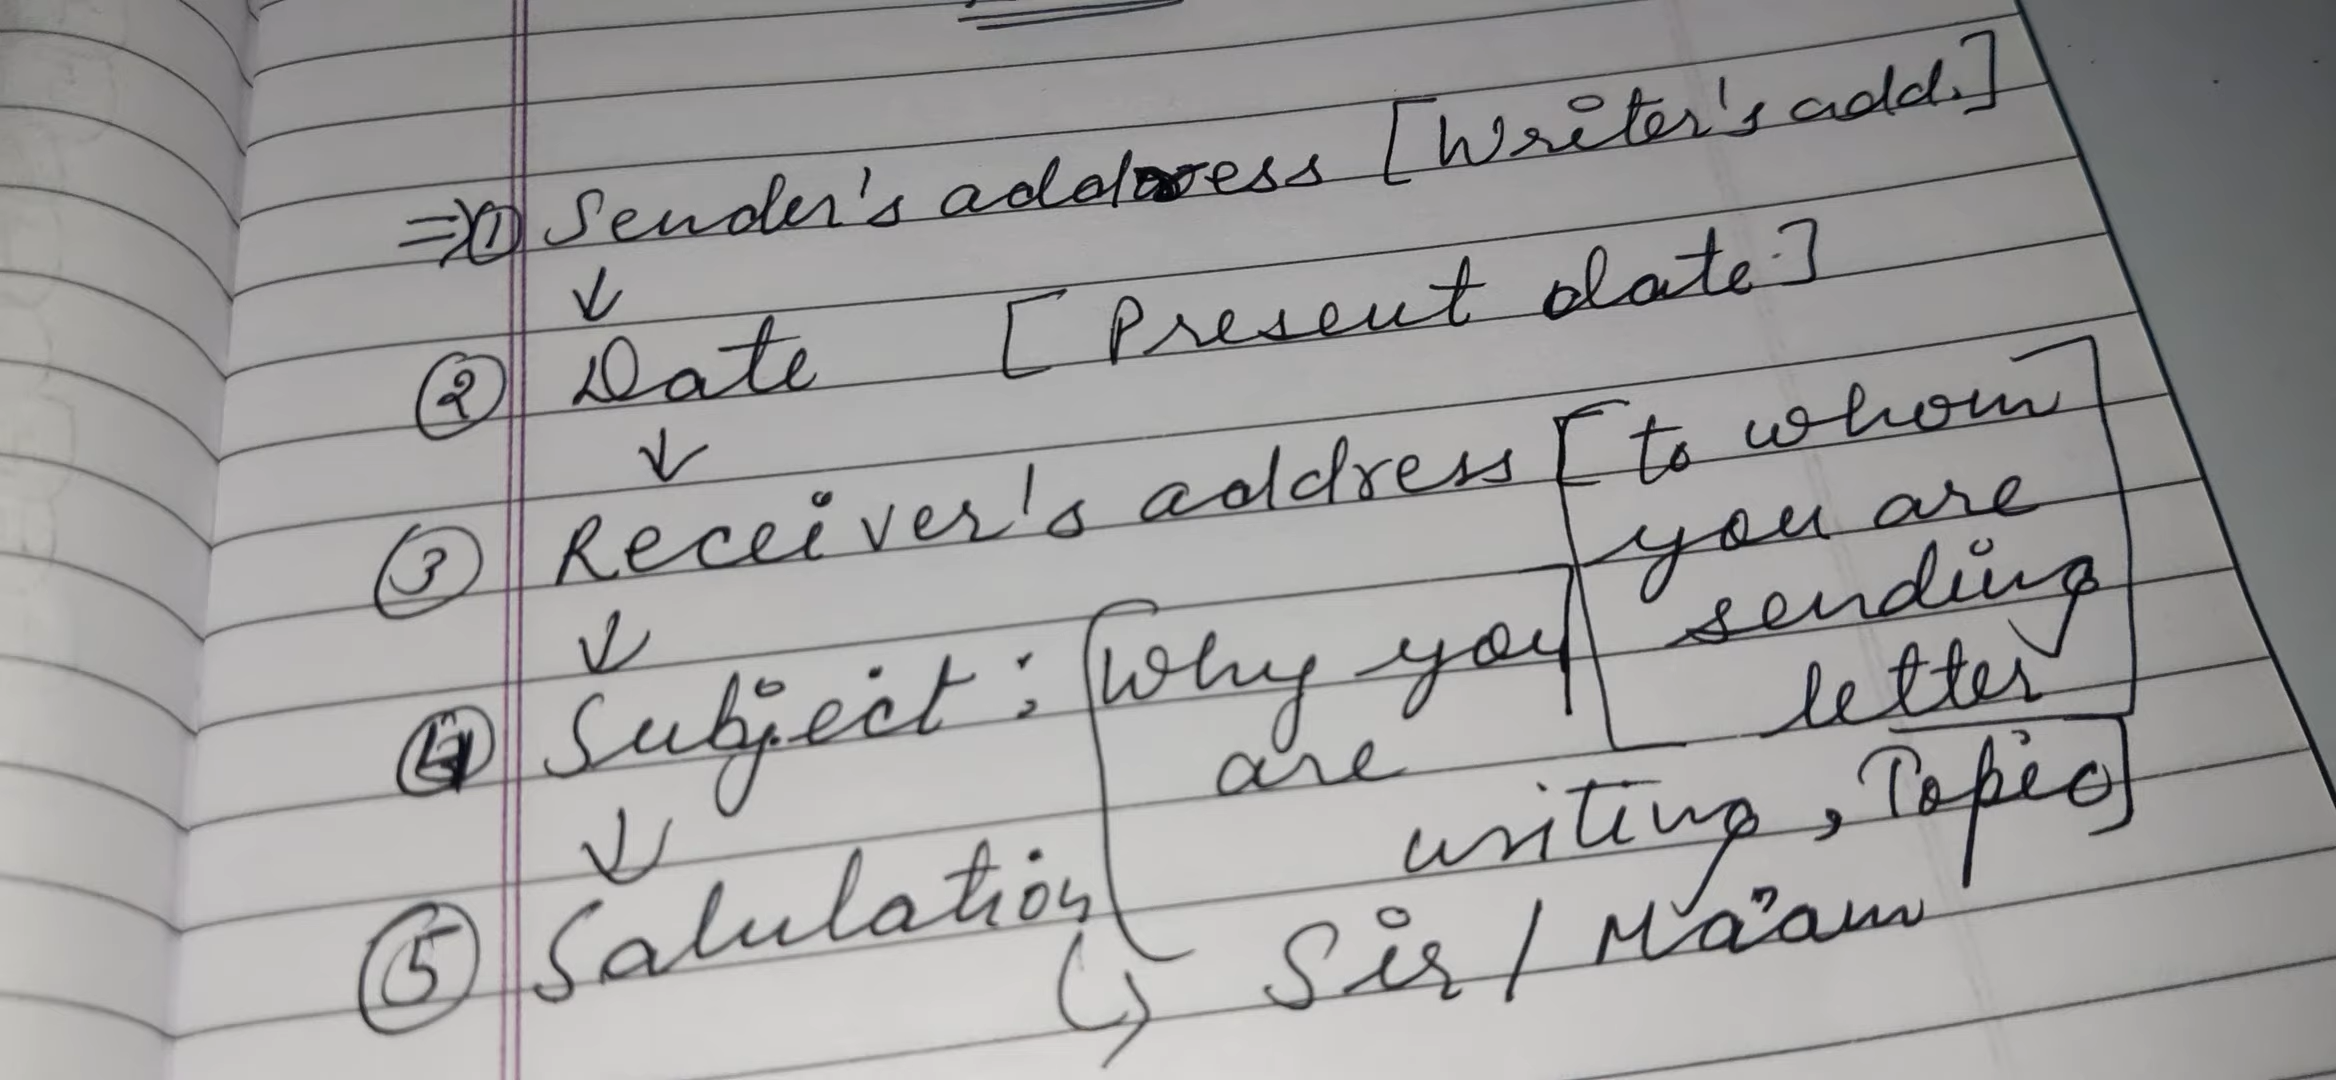 ⇒① Sender's address [Writer's add.]
↓
② Date [Present date.]
↓
③ Receiver's address [to whom
you are
sending
letter]
↓
④ Subject : [Why you
are
writing, Topic]
↓
⑤ Salulation
↳ Sir / Ma'am